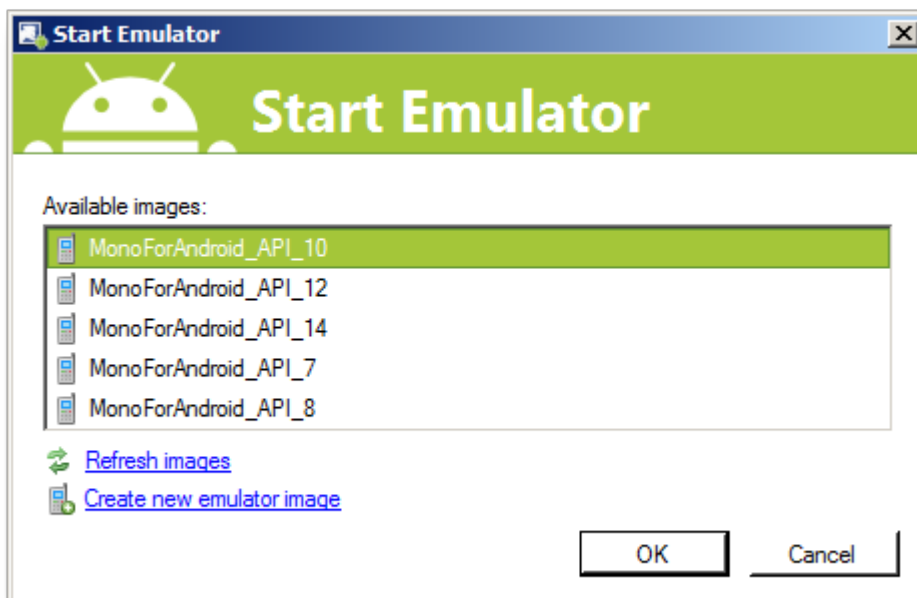 Start Emulator
Start Emulator
Available images:
MonoForAndroid_API_10
MonoForAndroid_API_12
MonoForAndroid_API_14
MonoForAndroid_API_7
MonoForAndroid_API_8
Refresh images
Create new emulator image
OK Cancel